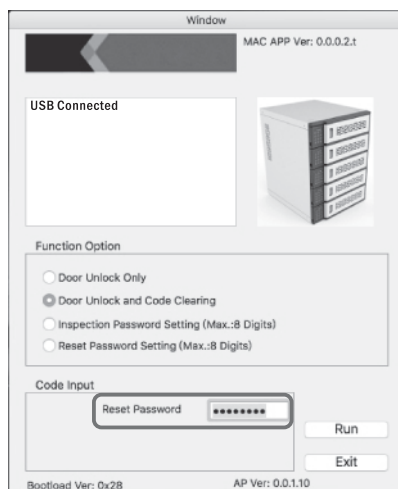 Window
MAC APP Ver: 0.0.0.2.t
USB Connected
Function Option
Door Unlock Only
Door Unlock and Code Clearing
Inspection Password Setting (Max.:8 Digits)
Reset Password Setting (Max.:8 Digits)
Code Input
Reset Password ••••••••
Run
Exit
Bootload Ver: 0x28 AP Ver: 0.0.1.10